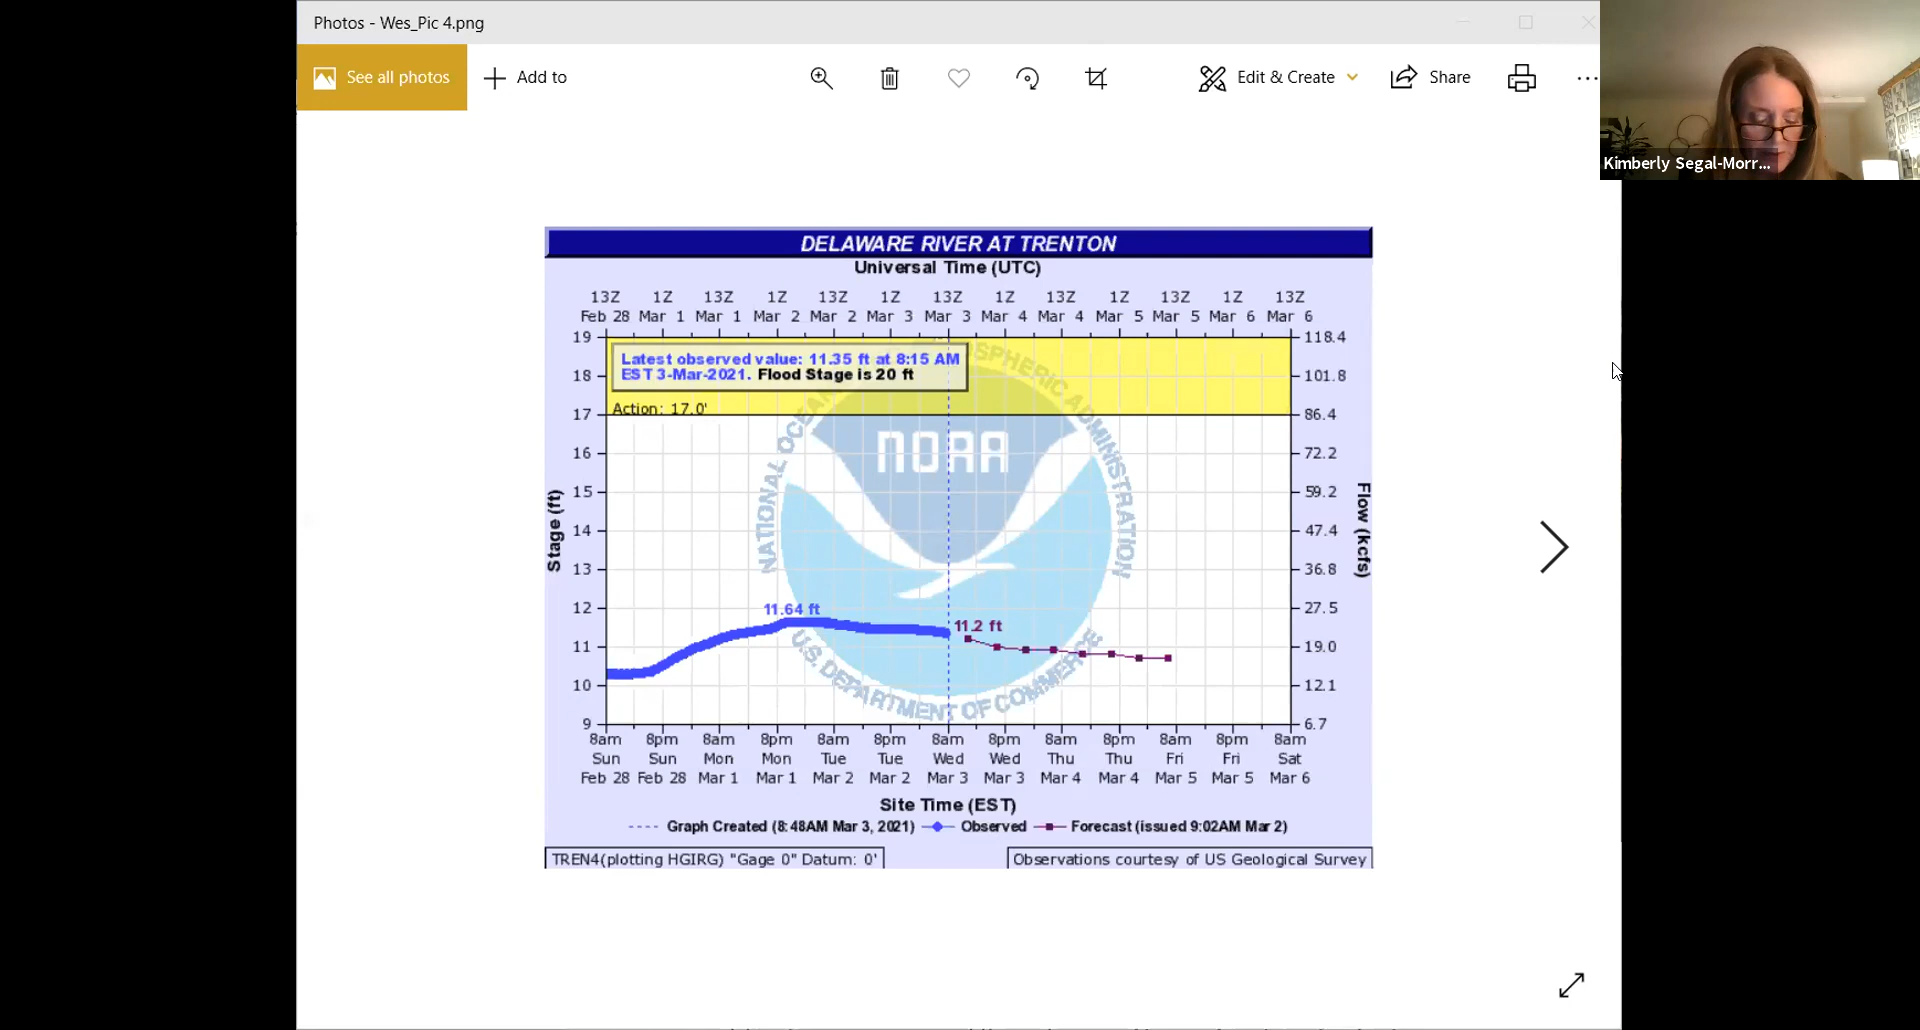 Photos - Wes_Pic 4.png
See all photos
Add to
Edit & Create
Share
Kimberly Segal-Morr...
DELAWARE RIVER AT TRENTON
Universal Time (UTC)
13Z 1Z 13Z 1Z 13Z 1Z 13Z 1Z 13Z 1Z 13Z 1Z 13Z
Feb 28 Mar 1 Mar 1 Mar 2 Mar 2 Mar 3 Mar 3 Mar 4 Mar 4 Mar 5 Mar 5 Mar 6 Mar 6
19 118.4
Latest observed value: 11.35 ft at 8:15 AM
EST 3-Mar-2021. Flood Stage is 20 ft
18 101.8
Action: 17.0'
17 86.4
NOAA
16 72.2
15 59.2
14 47.4
13 36.8
12 27.5
11 19.0
10 12.1
9 6.7
Stage (ft)
Flow (kcfs)
11.64 ft
11.2 ft
U.S. DEPARTMENT OF COMMERCE
8am 8pm 8am 8pm 8am 8pm 8am 8pm 8am 8pm 8am 8pm 8am
Sun Sun Mon Mon Tue Tue Wed Wed Thu Thu Fri Fri Sat
Feb 28 Feb 28 Mar 1 Mar 1 Mar 2 Mar 2 Mar 3 Mar 3 Mar 4 Mar 4 Mar 5 Mar 5 Mar 6
Site Time (EST)
Graph Created (8:48AM Mar 3, 2021) Observed Forecast (issued 9:02AM Mar 2)
TREN4(plotting HGIRG) "Gage 0" Datum: 0'
Observations courtesy of US Geological Survey